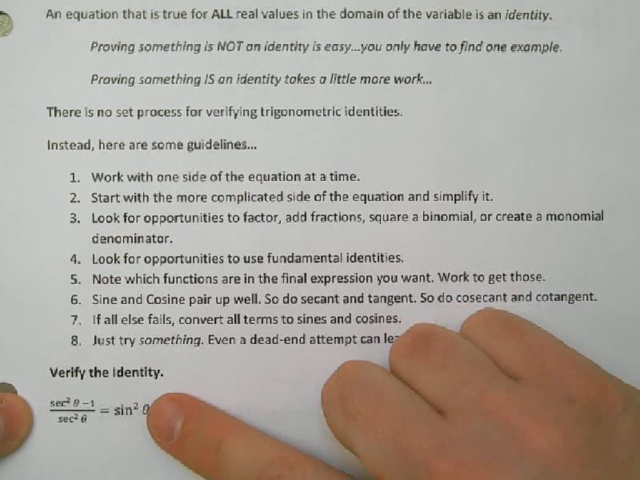 An equation that is true for ALL real values in the domain of the variable is an identity.
Proving something is NOT an identity is easy...you only have to find one example.
Proving something IS an identity takes a little more work...
There is no set process for verifying trigonometric identities.
Instead, here are some guidelines...
1. Work with one side of the equation at a time.
2. Start with the more complicated side of the equation and simplify it.
3. Look for opportunities to factor, add fractions, square a binomial, or create a monomial
denominator.
4. Look for opportunities to use fundamental identities.
5. Note which functions are in the final expression you want. Work to get those.
6. Sine and Cosine pair up well. So do secant and tangent. So do cosecant and cotangent.
7. If all else fails, convert all terms to sines and cosines.
8. Just try something. Even a dead-end attempt can
Verify the Identity.
sec² θ −1
sec² θ
= sin² θ